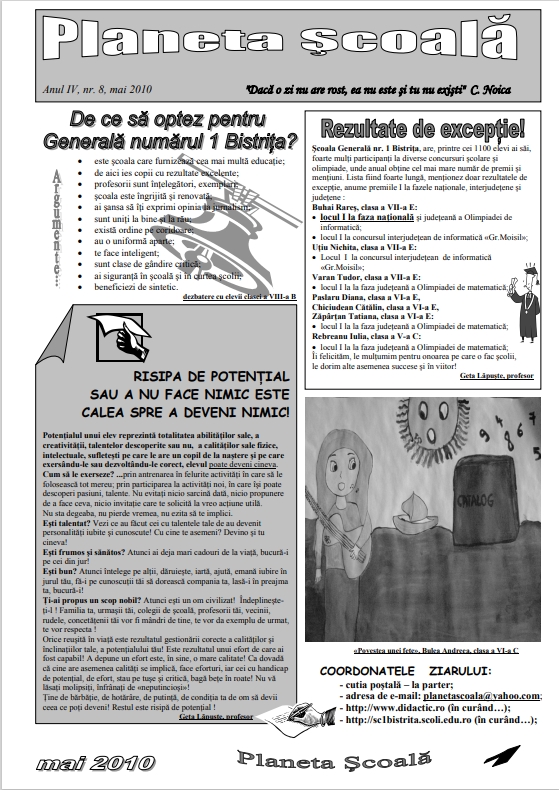 Planeta Şcoală
Anul IV, nr. 8, mai 2010
"Dacă o zi nu are rost, ea nu este şi tu nu exişti" C. Noica
De ce să optez pentru
Generală numărul 1 Bistriţa?
Argumente...
• este şcoala care furnizează cea mai multă educaţie;
• de aici ies copii cu rezultate excelente;
• profesorii sunt înţelegători, exemplari;
• şcoala este îngrijită şi renovată;
• ai şansa să îţi exprimi opiniaţa jurnalism;
• sunt uniţi la bine şi la rău;
• există ordine pe coridoare;
• au o uniformă aparte;
• te face inteligent;
• sunt clase de gândire critică;
• ai siguranţă în şcoală şi în curtea şcolii;
• beneficiezi de sintetic.
dezbatere cu elevii clasei a VIII-a B
RISIPA DE POTENŢIAL
SAU A NU FACE NIMIC ESTE
CALEA SPRE A DEVENI NIMIC!
Potenţialul unui elev reprezintă totalitatea abilităţilor sale, a
creativităţii, talentelor descoperite sau nu, a calităţilor sale fizice,
intelectuale, sufleteşti pe care le are un copil de la naştere şi pe care
exersându-le sau dezvoltându-le corect, elevul poate deveni cineva.
Cum să le exerseze? ...prin antrenarea în felurite activităţi în care să le
folosească tot mereu; prin participarea la activităţi noi, în care îşi poate
descoperi pasiuni, talente. Nu evitaţi nicio sarcină dată, nicio propunere
de a face ceva, nicio invitaţie care te solicită la vreo acţiune utilă.
Nu sta degeaba, nu pierde vremea, nu ezita să te implici.
Eşti talentat? Vezi ce au făcut cei cu talentele tale de au devenit
personalităţi iubite şi cunoscute! Cu cine te asemeni? Devino şi tu
cineva!
Eşti frumos şi sănătos? Atunci ai deja mari cadouri de la viaţă, bucură-i
pe cei din jur!
Eşti bun? Atunci înţelege pe alţii, dăruieşte, iartă, ajută, emană iubire în
jurul tău, fă-i pe cunoscuţii tăi să dorească compania ta, lasă-i în preajma
ta, bucură-i!
Ţi-ai propus un scop nobil? Atunci eşti un om civilizat! Îndeplineşte-
ţi-l ! Familia ta, urmaşii tăi, colegii de şcoală, profesorii tăi, vecinii,
rudele, concetăţenii tăi vor fi mândri de tine, te vor da exemplu de urmat,
te vor respecta !
Orice reuşită în viaţă este rezultatul gestionării corecte a calităţilor şi
înclinaţiilor tale, a potenţialului tău! Este rezultatul unui efort de care ai
fost capabil! A depune un efort este, în sine, o mare calitate! Ca dovadă
că cine are asemenea calităţi se implică, face eforturi, iar cei cu handicap
de potenţial, de efort, stau pe tuşe şi critică, bagă beţe în roate! Nu vă
lăsaţi molipsiţi, înfrânaţi de «neputincioşi»!
Ţine de bărbăţie, de hotărâre, de putinţă, de condiţia ta de om să devii
ceea ce poţi deveni! Restul este risipă de potenţial !
Geta Lăpuşte, profesor
Rezultate de excepţie!
Şcoala Generală nr. 1 Bistriţa, are, printre cei 1100 elevi ai săi,
foarte mulţi participanţi la diverse concursuri şcolare şi
olimpiade, unde anual obţine cel mai mare număr de premii şi
menţiuni. Lista fiind foarte lungă, menţionez doar rezultatele de
excepţie, anume premiile I la fazele naţionale, interjudeţene şi
judeţene :
Buhai Rareş, clasa a VII-a E:
• locul I la faza naţională şi judeţeană a Olimpiadei de
informatică;
• locul I la concursul interjudeţean de informatică «Gr.Moisil»;
Uţiu Nichita, clasa a VII-a E:
• Locul I la concursul interjudeţean de informatică
«Gr.Moisil»;
Varan Tudor, clasa a VII-a E:
• locul I la la faza judeţeană a Olimpiadei de matematică;
Paslaru Diana, clasa a VI-a E,
Chiciudean Cătălin, clasa a VI-a E,
Zăpârţan Tatiana, clasa a VI-a E:
• locul I la la faza judeţeană a Olimpiadei de matematică;
Rebreanu Iulia, clasa a V-a C:
• locul I la la faza judeţeană a Olimpiadei de matematică;
Îi felicităm, le mulţumim pentru onoarea pe care o fac şcolii,
le dorim alte asemenea succese şi în viitor!
Geta Lăpuşte, profesor
CATALOG
«Povestea unei fete», Bulea Andreea, clasa a VI-a C
COORDONATELE ZIARULUI:
- cutia poştală – la parter;
- adresa de e-mail: planetascoala@yahoo.com;
- http://www.didactic.ro (în curând…);
- http://sc1bistrita.scoli.edu.ro (în curând…);
mai 2010
Planeta Şcoală
1